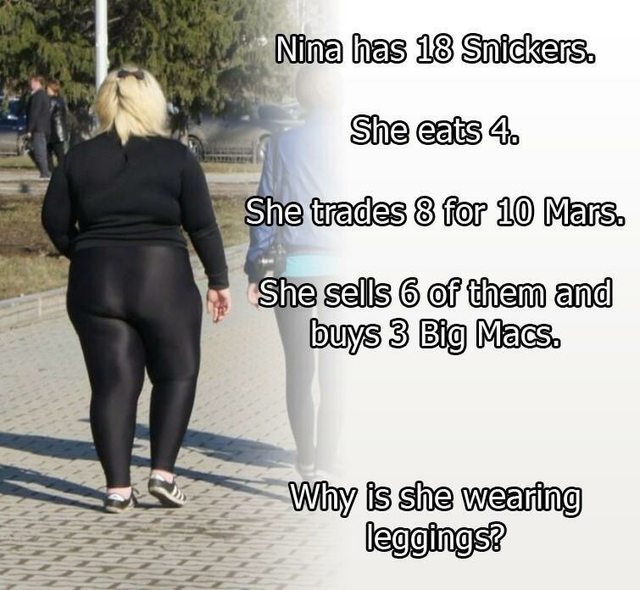 Nina has 18 Snickers.
She eats 4.
She trades 8 for 10 Mars.
She sells 6 of them and
buys 3 Big Macs.
Why is she wearing
leggings?